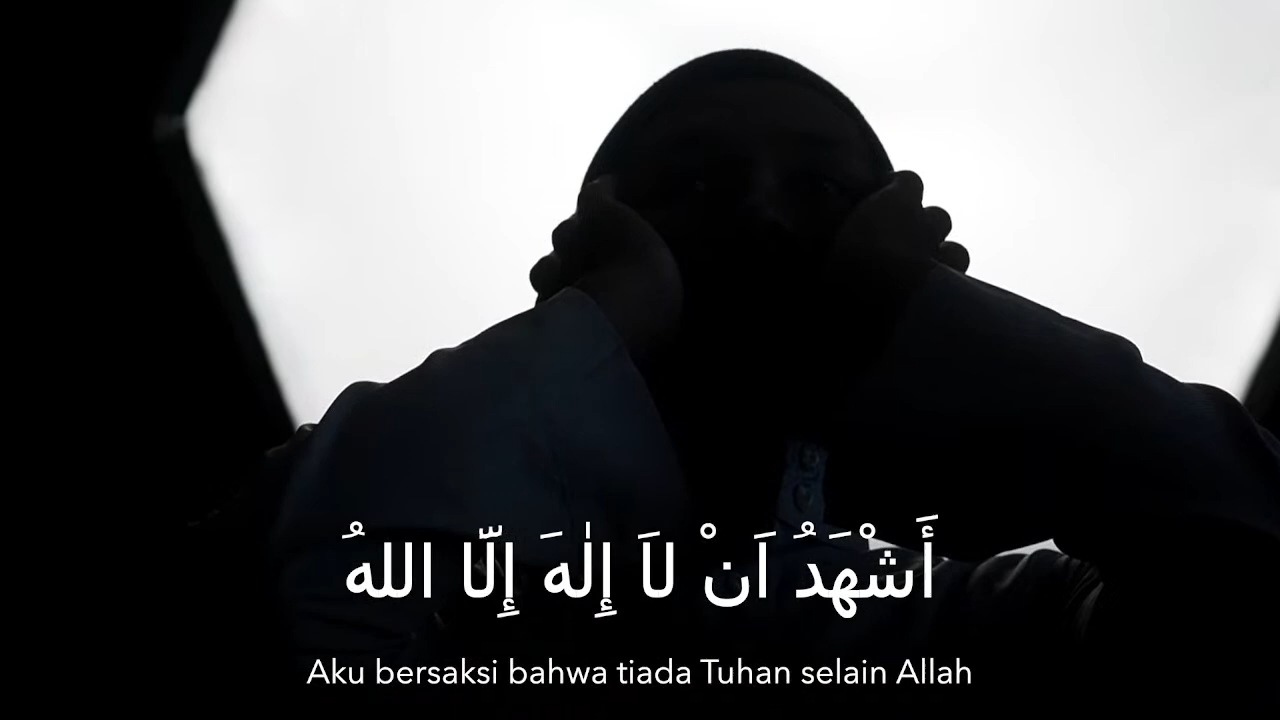 أَشْهَدُ اَنْ لاَ إِلٰهَ إِلّا اللهُ
Aku bersaksi bahwa tiada Tuhan selain Allah